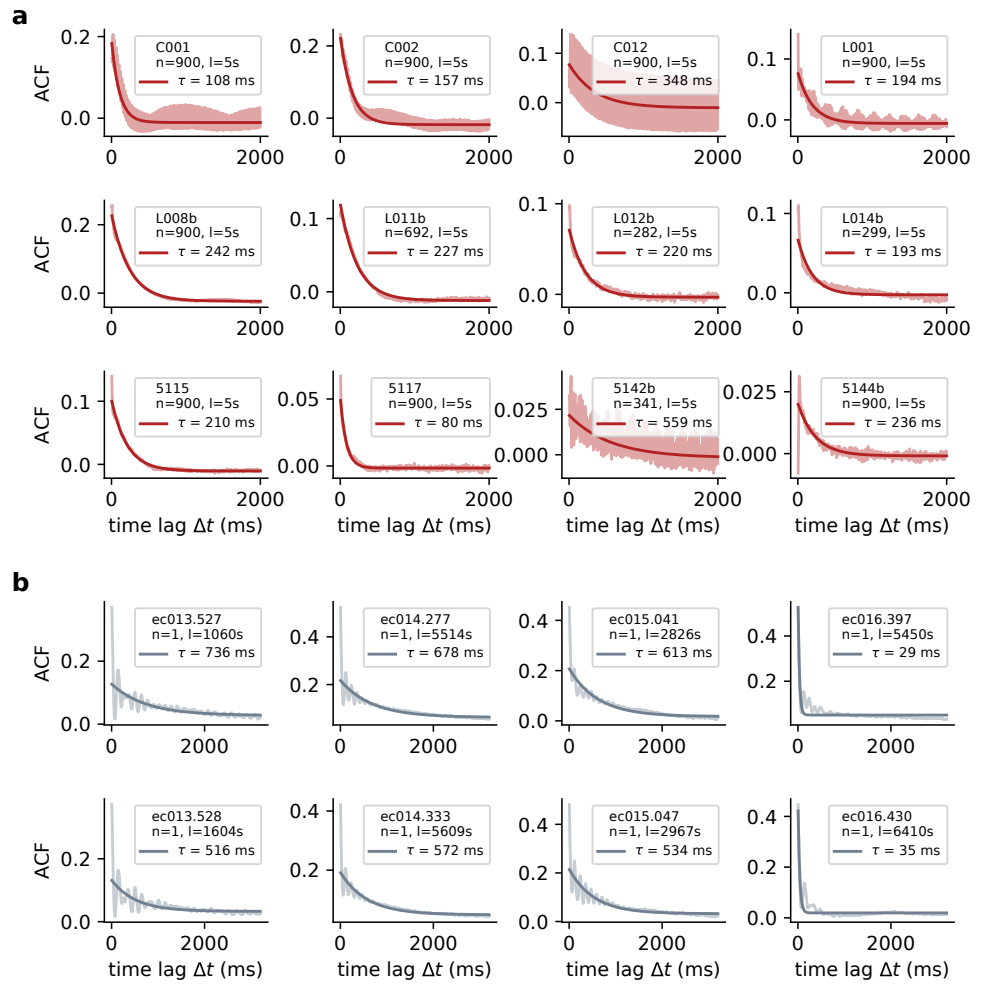 a
C001
n=900, l=5s
τ = 108 ms
C002
n=900, l=5s
τ = 157 ms
C012
n=900, l=5s
τ = 348 ms
L001
n=900, l=5s
τ = 194 ms
ACF
0.2
0.0
0
2000
0.2
0.0
0
2000
0.1
0.0
0
2000
0.1
0.0
0
2000
L008b
n=900, l=5s
τ = 242 ms
L011b
n=692, l=5s
τ = 227 ms
L012b
n=282, l=5s
τ = 220 ms
L014b
n=299, l=5s
τ = 193 ms
ACF
0.2
0.0
0
2000
0.1
0.0
0
2000
0.1
0.0
0
2000
0.1
0.0
0
2000
5115
n=900, l=5s
τ = 210 ms
5117
n=900, l=5s
τ = 80 ms
5142b
n=341, l=5s
τ = 559 ms
5144b
n=900, l=5s
τ = 236 ms
ACF
0.1
0.0
0
2000
0.05
0.00
0
2000
0.025
0.000
0
2000
0.025
0.000
0
2000
time lag Δt (ms)
time lag Δt (ms)
time lag Δt (ms)
time lag Δt (ms)
b
ec013.527
n=1, l=1060s
τ = 736 ms
ec014.277
n=1, l=5514s
τ = 678 ms
ec015.041
n=1, l=2826s
τ = 613 ms
ec016.397
n=1, l=5450s
τ = 29 ms
ACF
0.2
0.0
0
2000
0.4
0.2
0
2000
0.4
0.2
0.0
0
2000
0.4
0.2
0
2000
ec013.528
n=1, l=1604s
τ = 516 ms
ec014.333
n=1, l=5609s
τ = 572 ms
ec015.047
n=1, l=2967s
τ = 534 ms
ec016.430
n=1, l=6410s
τ = 35 ms
ACF
0.2
0.0
0
2000
0.4
0.2
0
2000
0.4
0.2
0.0
0
2000
0.4
0.2
0.0
0
2000
time lag Δt (ms)
time lag Δt (ms)
time lag Δt (ms)
time lag Δt (ms)